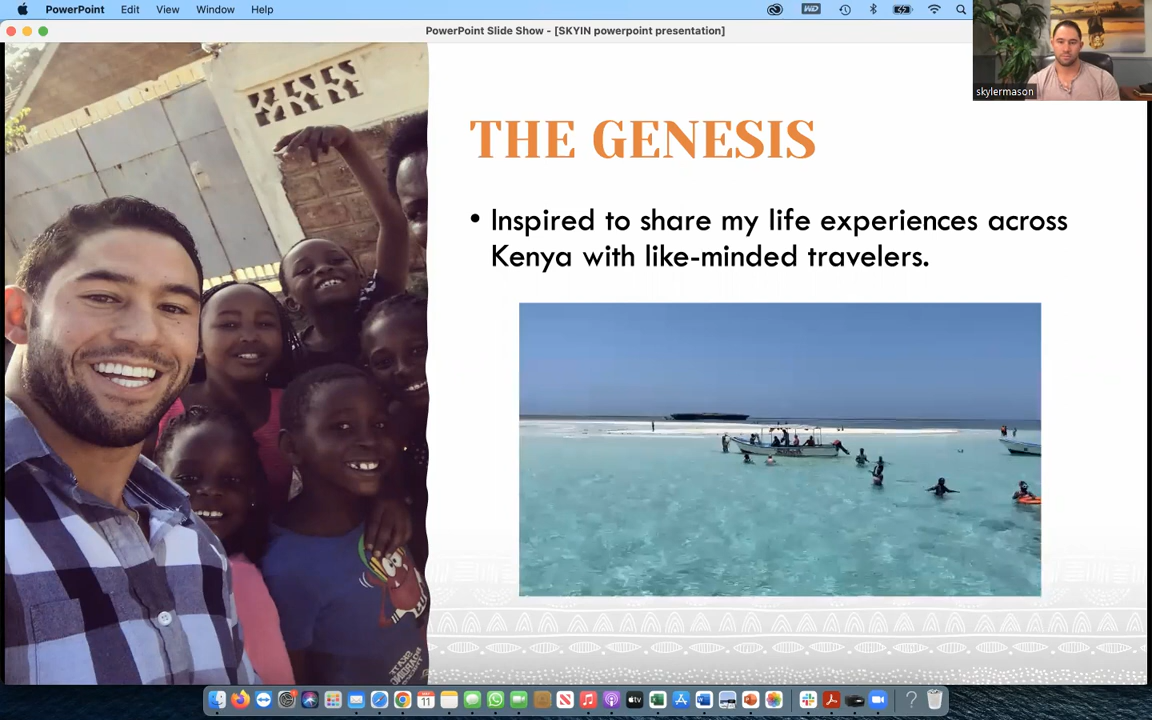 PowerPoint Edit View Window Help
PowerPoint Slide Show - [SKYIN powerpoint presentation]
skylermason
THE GENESIS
• Inspired to share my life experiences across
Kenya with like-minded travelers.